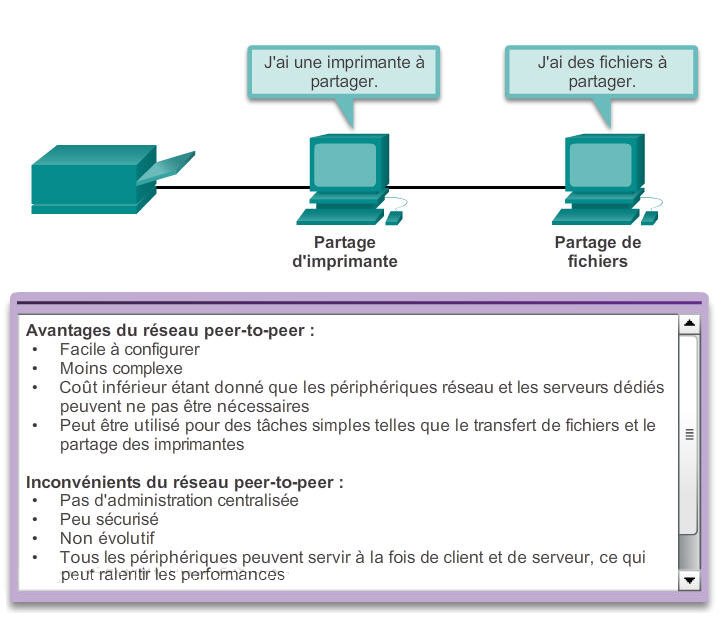 J'ai une imprimante à
partager.
J'ai des fichiers à
partager.
Partage
d'imprimante
Partage de
fichiers
Avantages du réseau peer-to-peer :
• Facile à configurer
• Moins complexe
• Coût inférieur étant donné que les périphériques réseau et les serveurs dédiés
peuvent ne pas être nécessaires
• Peut être utilisé pour des tâches simples telles que le transfert de fichiers et le
partage des imprimantes
Inconvénients du réseau peer-to-peer :
• Pas d'administration centralisée
• Peu sécurisé
• Non évolutif
• Tous les périphériques peuvent servir à la fois de client et de serveur, ce qui
peut ralentir les performances